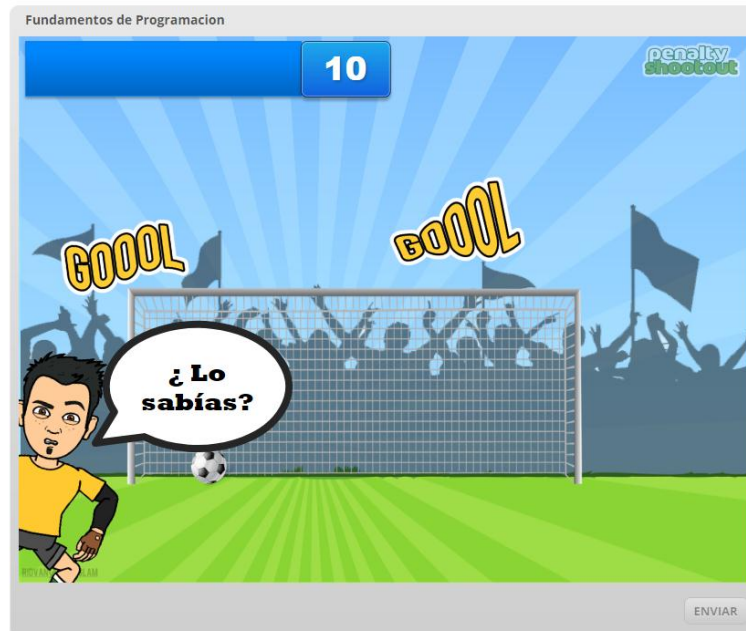 Fundamentos de Programacion
10
penalty
shootout
GOOOL
GOOOL
¿ Lo
sabías?
ENVIAR